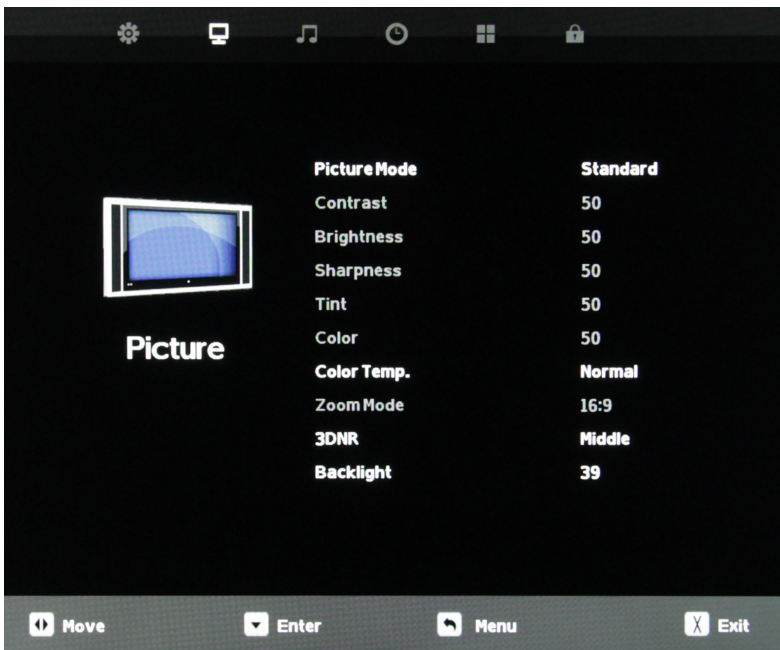 Picture Mode Standard
Contrast 50
Brightness 50
Sharpness 50
Tint 50
Color 50
Picture
Color Temp. Normal
Zoom Mode 16:9
3DNR Middle
Backlight 39
Move Enter Menu X Exit